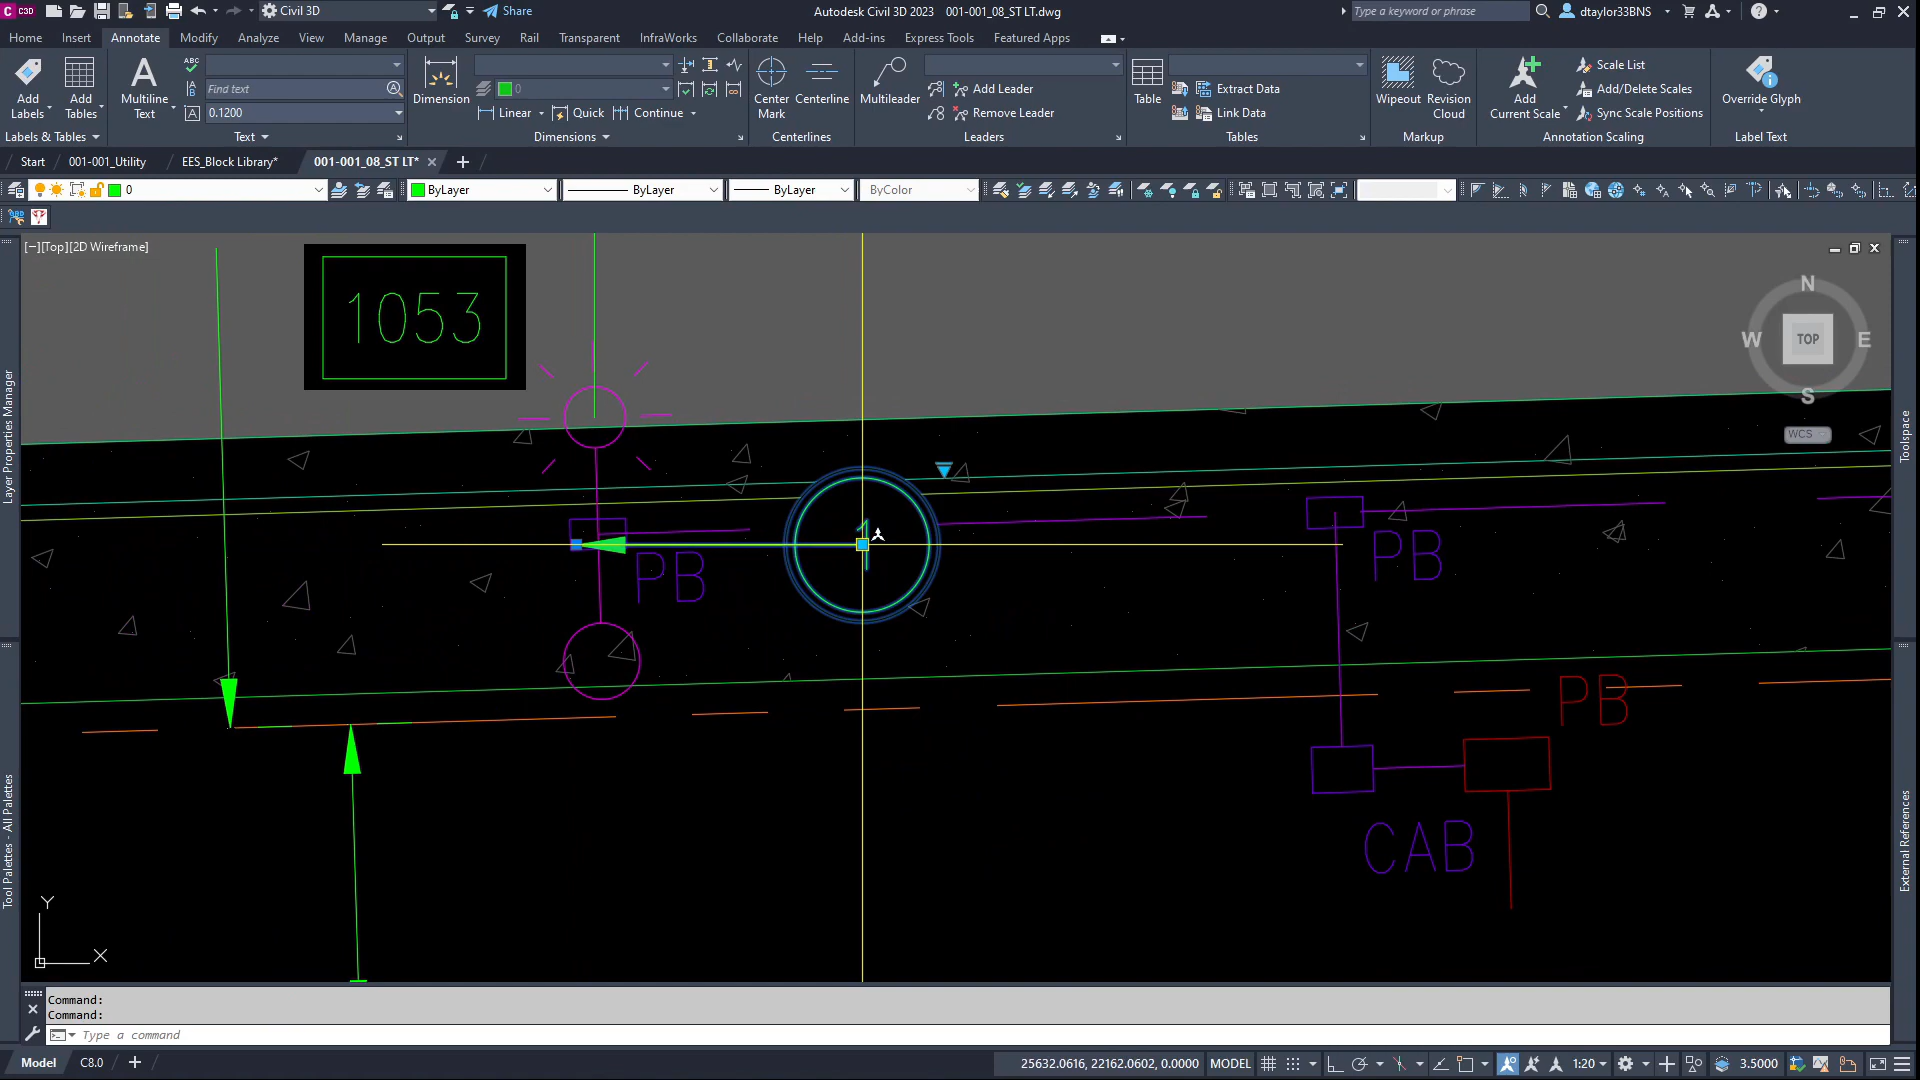 C3D Civil 3D Share Autodesk Civil 3D 2023 001-001_08_ST LT.dwg Type a keyword or phrase dtaylor33BNS
Home Insert Annotate Modify Analyze View Manage Output Survey Rail Transparent InfraWorks Collaborate Help Add-ins Express Tools Featured Apps
Add Labels
Add Tables
Labels & Tables
Multiline Text
ABC
Find text
0.1200
Text
Dimension
0
Linear Quick Continue
Dimensions
Center Mark
Centerline
Centerlines
Multileader
Add Leader
Remove Leader
Leaders
Table
Extract Data
Link Data
Tables
Wipeout
Revision Cloud
Markup
Add Current Scale
Scale List
Add/Delete Scales
Sync Scale Positions
Annotation Scaling
Override Glyph
Label Text
Start 001-001_Utility EES_Block Library* 001-001_08_ST LT*
0 ByLayer ByLayer ByLayer ByColor
[−][Top][2D Wireframe]
1053
N
W TOP E
S
WCS
1
PB
PB
PB
CAB
Y
X
Layer Properties Manager
Tool Palettes - All Palettes
Toolspace
External References
Command:
Command:
Type a command
Model C8.0 25632.0616, 22162.0602, 0.0000 MODEL 1:20 3.5000